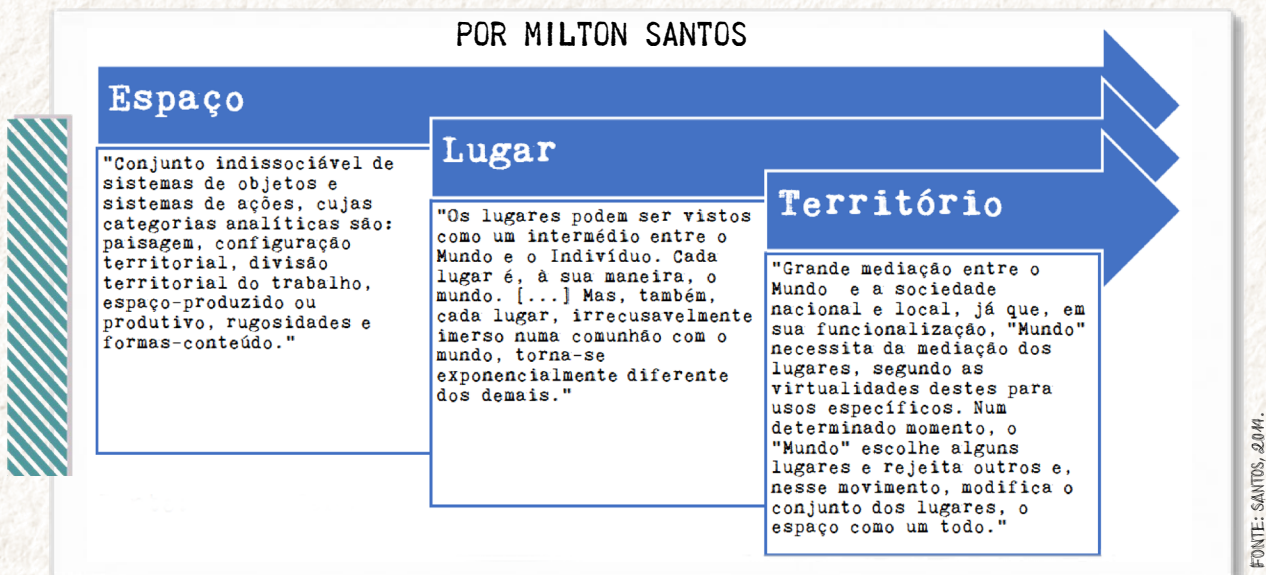 POR MILTON SANTOS
Espaço
"Conjunto indissociável de
sistemas de objetos e
sistemas de ações, cujas
categorias analíticas são:
paisagem, configuração
territorial, divisão
territorial do trabalho,
espaço-produzido ou
produtivo, rugosidades e
formas-conteúdo."
Lugar
"Os lugares podem ser vistos
como um intermédio entre o
Mundo e o Indivíduo. Cada
lugar é, à sua maneira, o
mundo. [...] Mas, também,
cada lugar, irrecusavelmente
imerso numa comunhão com o
mundo, torna-se
exponencialmente diferente
dos demais."
Território
"Grande mediação entre o
Mundo e a sociedade
nacional e local, já que, em
sua funcionalização, "Mundo"
necessita da mediação dos
lugares, segundo as
virtualidades destes para
usos específicos. Num
determinado momento, o
"Mundo" escolhe alguns
lugares e rejeita outros e,
nesse movimento, modifica o
conjunto dos lugares, o
espaço como um todo."
FONTE: SANTOS,